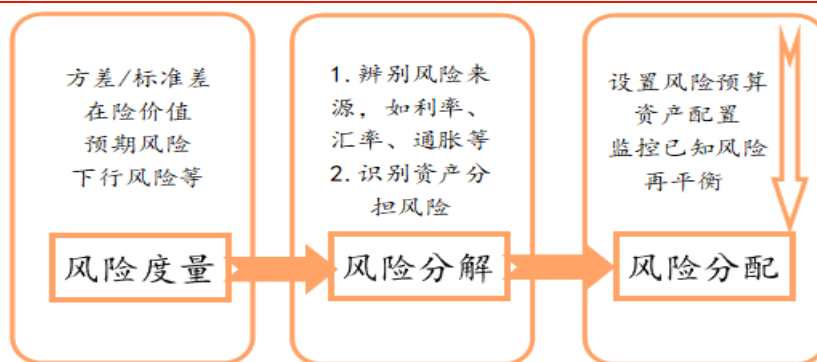 方差/标准差
在险价值
预期风险
下行风险等
风险度量
1.辨别风险来
源，如利率、
汇率、通胀等
2.识别资产分
担风险
风险分解
设置风险预算
资产配置
监控已知风险
再平衡
风险分配